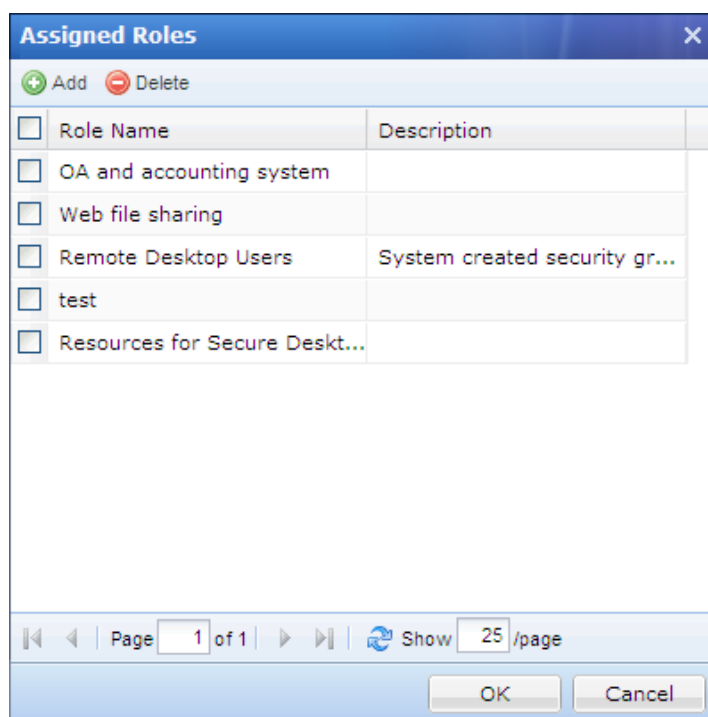 Assigned Roles
Add Delete
Role Name Description
OA and accounting system
Web file sharing
Remote Desktop Users System created security gr...
test
Resources for Secure Deskt...
Page 1 of 1 Show 25 /page
OK Cancel